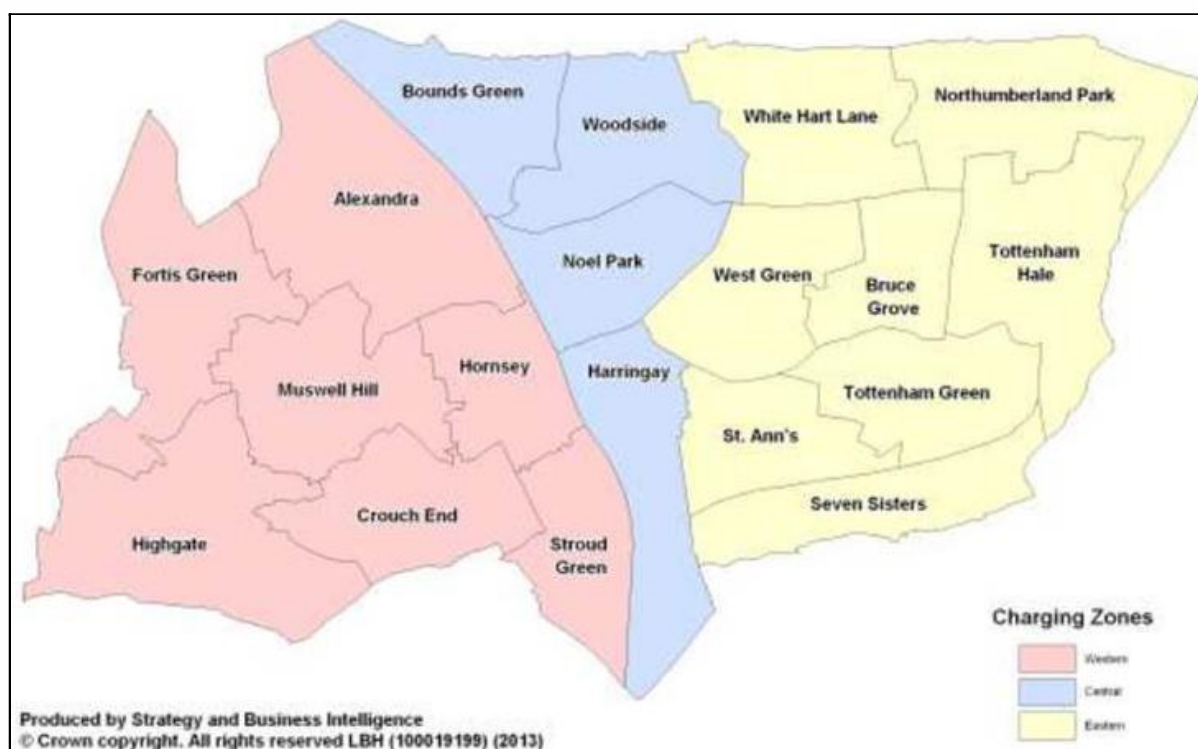 Bounds Green
Woodside
White Hart Lane
Northumberland Park
Alexandra
Fortis Green
Noel Park
West Green
Bruce
Grove
Tottenham
Hale
Muswell Hill
Hornsey
Harringay
Tottenham Green
St. Ann's
Seven Sisters
Highgate
Crouch End
Stroud
Green
Charging Zones
Western
Central
Eastern
Produced by Strategy and Business Intelligence
© Crown copyright. All rights reserved LBH (100019199) (2013)